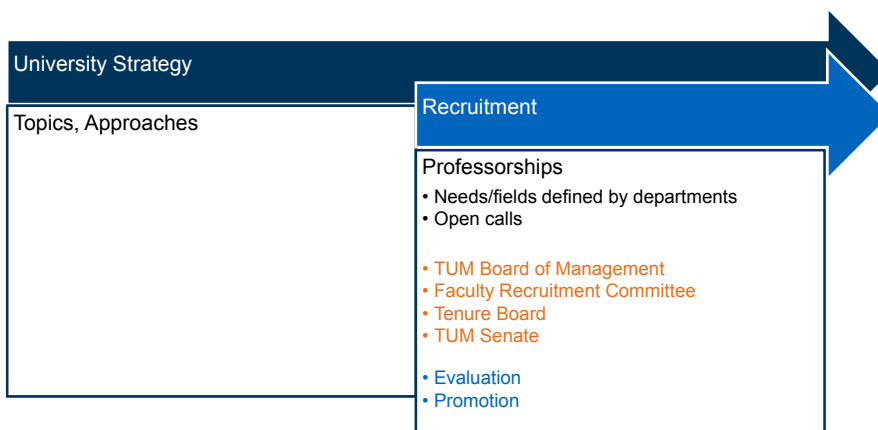 University Strategy
Topics, Approaches
Recruitment
Professorships
• Needs/fields defined by departments
• Open calls
• TUM Board of Management
• Faculty Recruitment Committee
• Tenure Board
• TUM Senate
• Evaluation
• Promotion